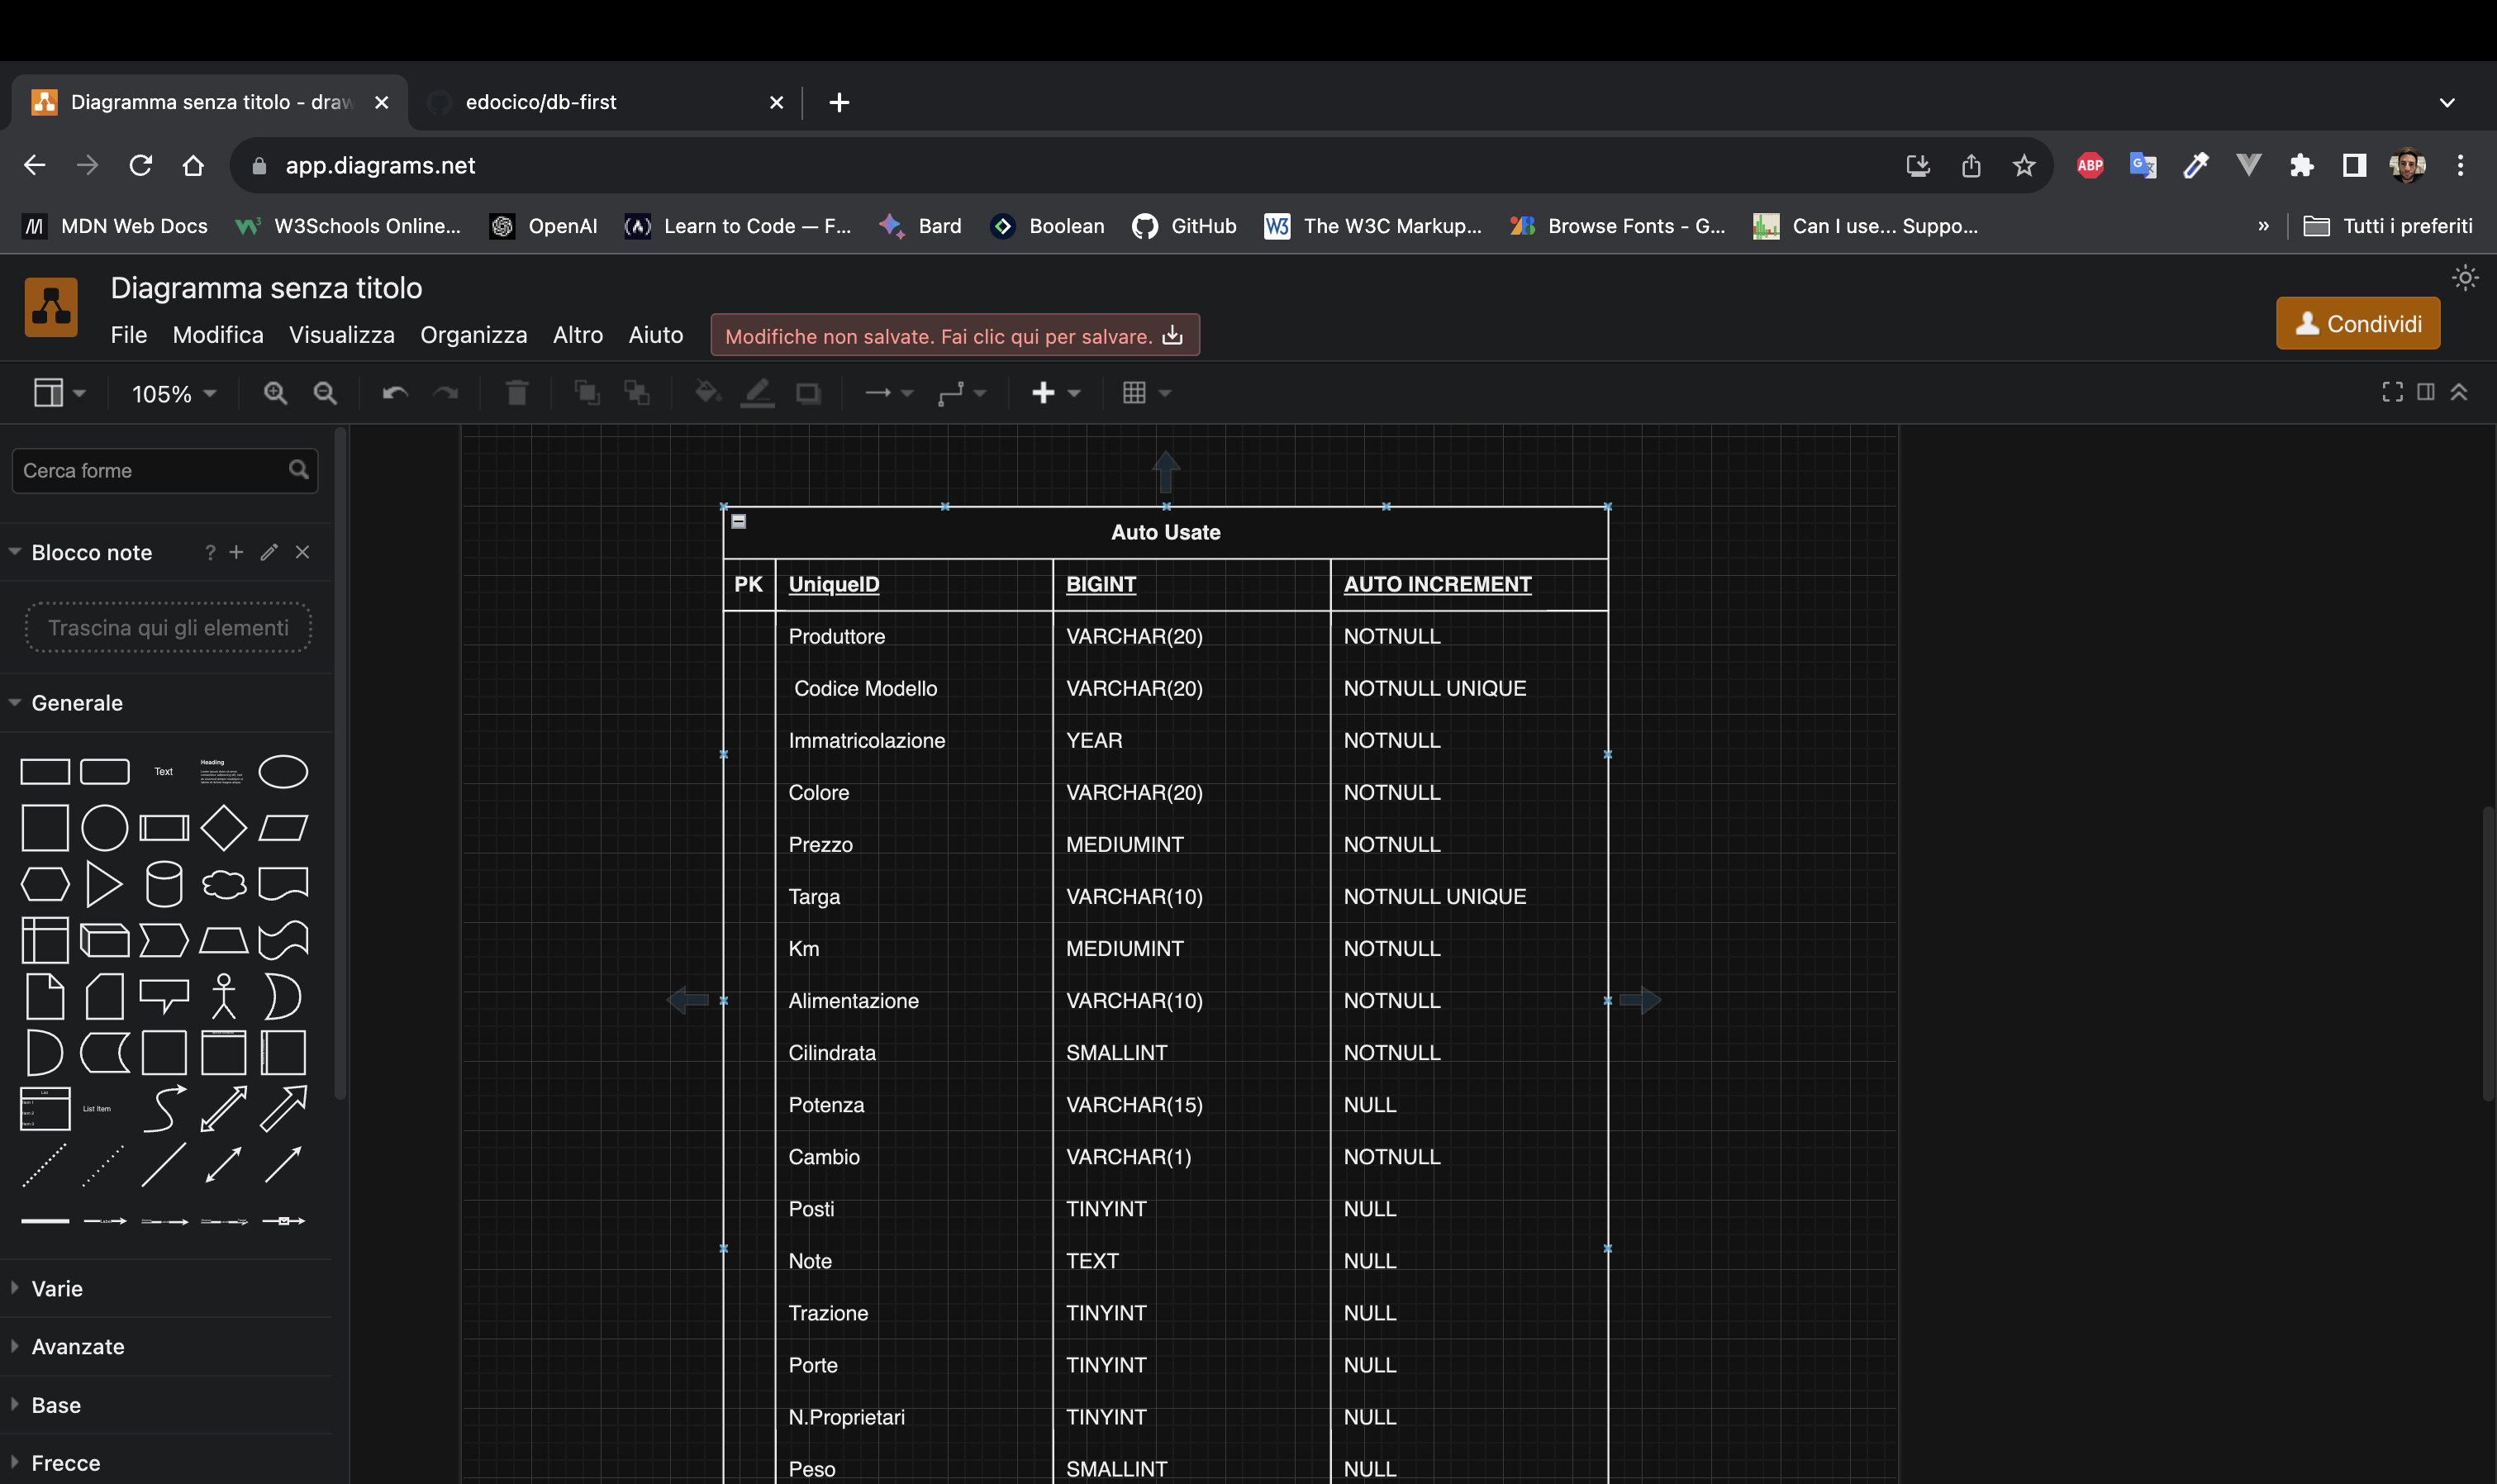 Diagramma senza titolo - draw
edocico/db-first
app.diagrams.net
ABP
MDN Web Docs W3Schools Online... OpenAI Learn to Code — F... Bard Boolean GitHub The W3C Markup... Browse Fonts - G... Can I use... Suppo... » Tutti i preferiti
Diagramma senza titolo
File Modifica Visualizza Organizza Altro Aiuto Modifiche non salvate. Fai clic qui per salvare.
Condividi
105%
Cerca forme
Blocco note ?
Trascina qui gli elementi
Generale
Text
Heading
List
List Item
Varie
Avanzate
Base
Frecce
Auto Usate
PK UniqueID BIGINT AUTO INCREMENT
Produttore VARCHAR(20) NOTNULL
Codice Modello VARCHAR(20) NOTNULL UNIQUE
Immatricolazione YEAR NOTNULL
Colore VARCHAR(20) NOTNULL
Prezzo MEDIUMINT NOTNULL
Targa VARCHAR(10) NOTNULL UNIQUE
Km MEDIUMINT NOTNULL
Alimentazione VARCHAR(10) NOTNULL
Cilindrata SMALLINT NOTNULL
Potenza VARCHAR(15) NULL
Cambio VARCHAR(1) NOTNULL
Posti TINYINT NULL
Note TEXT NULL
Trazione TINYINT NULL
Porte TINYINT NULL
N.Proprietari TINYINT NULL
Peso SMALLINT NULL